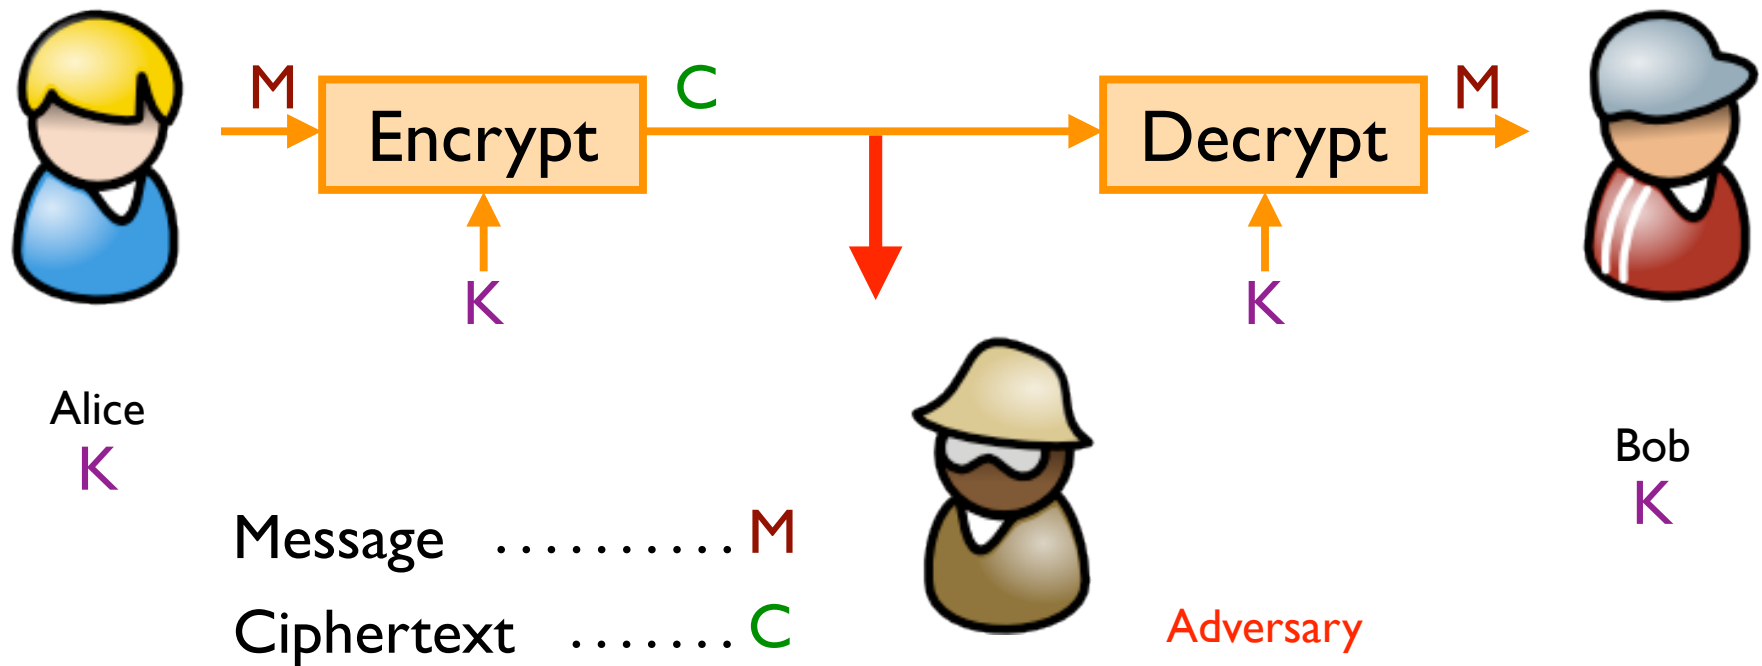 M
C
M
Encrypt
Decrypt
K
K
Alice
K
Bob
K
Message .......... M
Ciphertext ....... C
Adversary